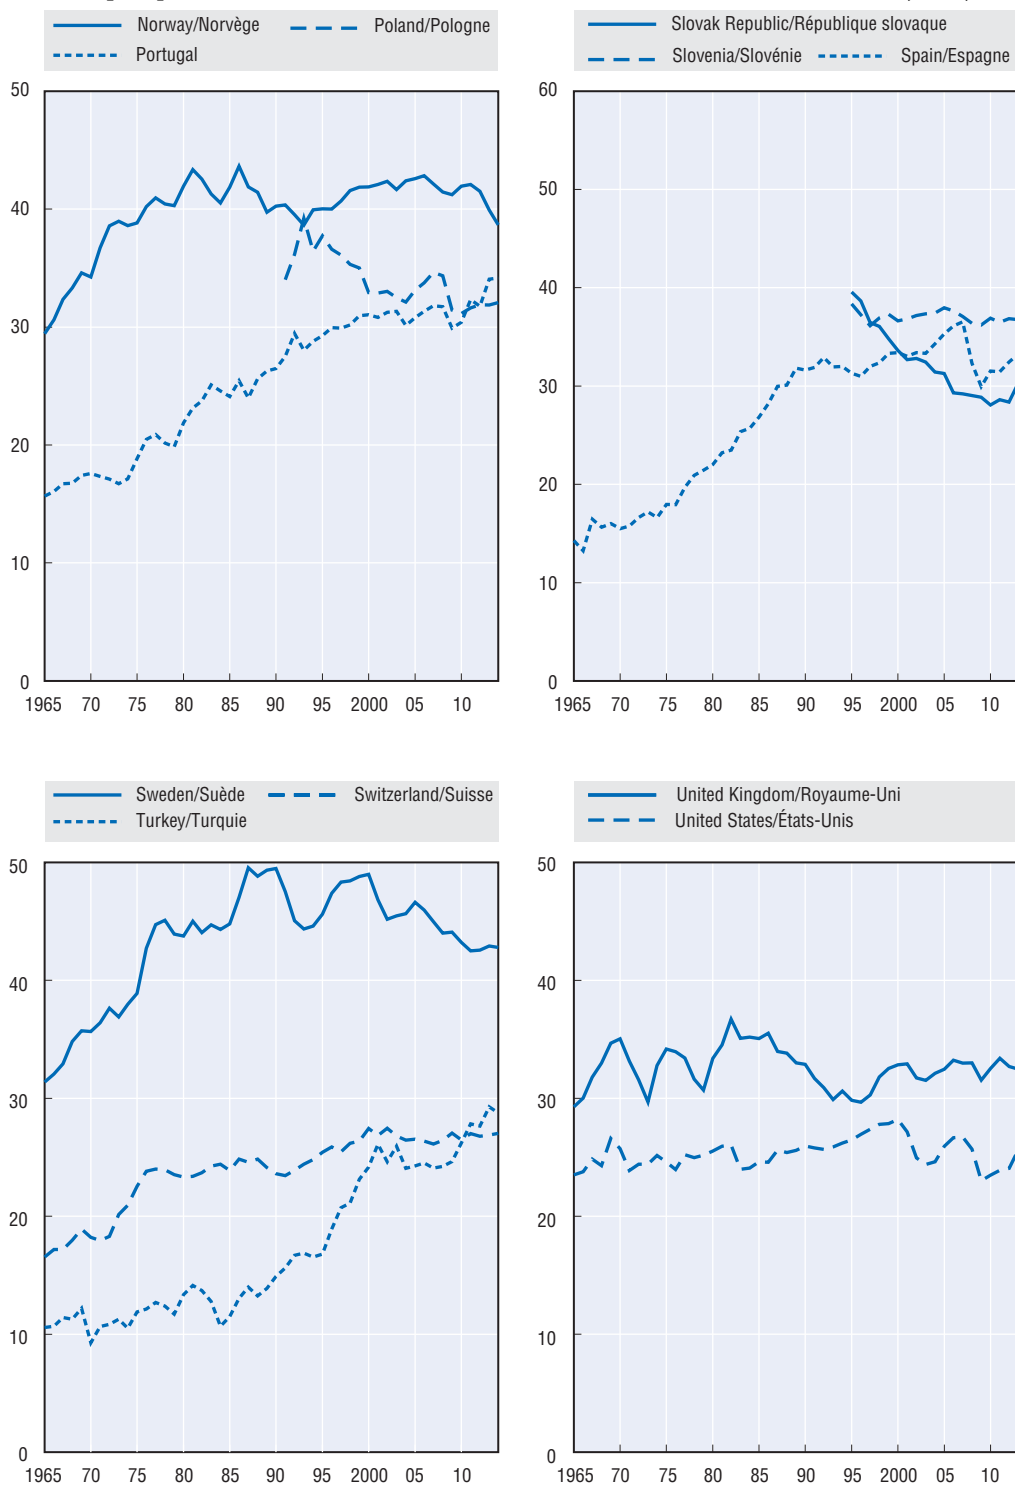 Norway/Norvège Poland/Pologne
Portugal
50
40
30
20
10
0
1965 70 75 80 85 90 95 2000 05 10
Slovak Republic/République slovaque
Slovenia/Slovénie Spain/Espagne
60
50
40
30
20
10
0
1965 70 75 80 85 90 95 2000 05 10
Sweden/Suède Switzerland/Suisse
Turkey/Turquie
50
40
30
20
10
0
1965 70 75 80 85 90 95 2000 05 10
United Kingdom/Royaume-Uni
United States/États-Unis
50
40
30
20
10
0
1965 70 75 80 85 90 95 2000 05 10